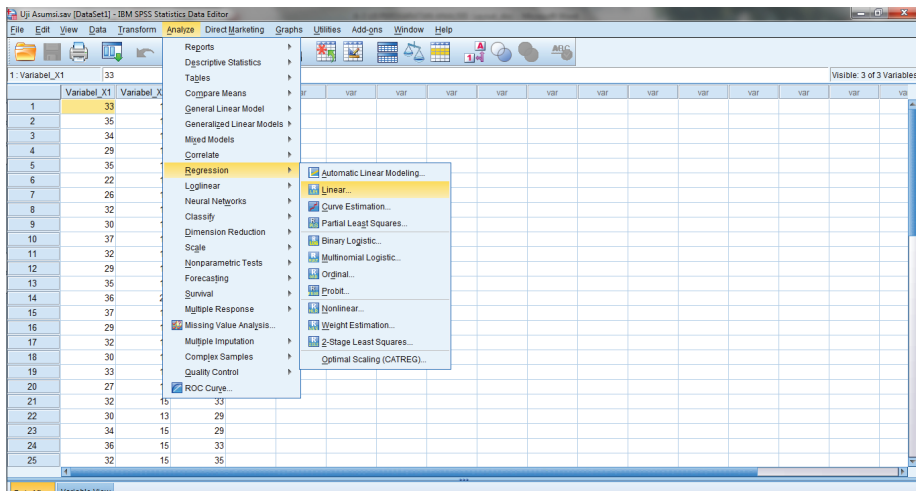 Uji Asumsi.sav [DataSet1] - IBM SPSS Statistics Data Editor
File Edit View Data Transform Analyze Direct Marketing Graphs Utilities Add-ons Window Help
1 : Variabel_X1 33 Visible: 3 of 3 Variables
Variabel_X1 Variabel_X var var var var var var var var var var var
1 33
2 35
3 34
4 29
5 35
6 22
7 26
8 32
9 30
10 37
11 32
12 29
13 35
14 36
15 37
16 29
17 32
18 30
19 33
20 27
21 32 15 33
22 30 13 29
23 34 15 29
24 36 15 33
25 32 15 35
Reports
Descriptive Statistics
Tables
Compare Means
General Linear Model
Generalized Linear Models
Mixed Models
Correlate
Regression
Loglinear
Neural Networks
Classify
Dimension Reduction
Scale
Nonparametric Tests
Forecasting
Survival
Multiple Response
Missing Value Analysis...
Multiple Imputation
Complex Samples
Quality Control
ROC Curve...
Automatic Linear Modeling...
Linear...
Curve Estimation...
Partial Least Squares...
Binary Logistic...
Multinomial Logistic...
Ordinal...
Probit...
Nonlinear...
Weight Estimation...
2-Stage Least Squares...
Optimal Scaling (CATREG)...